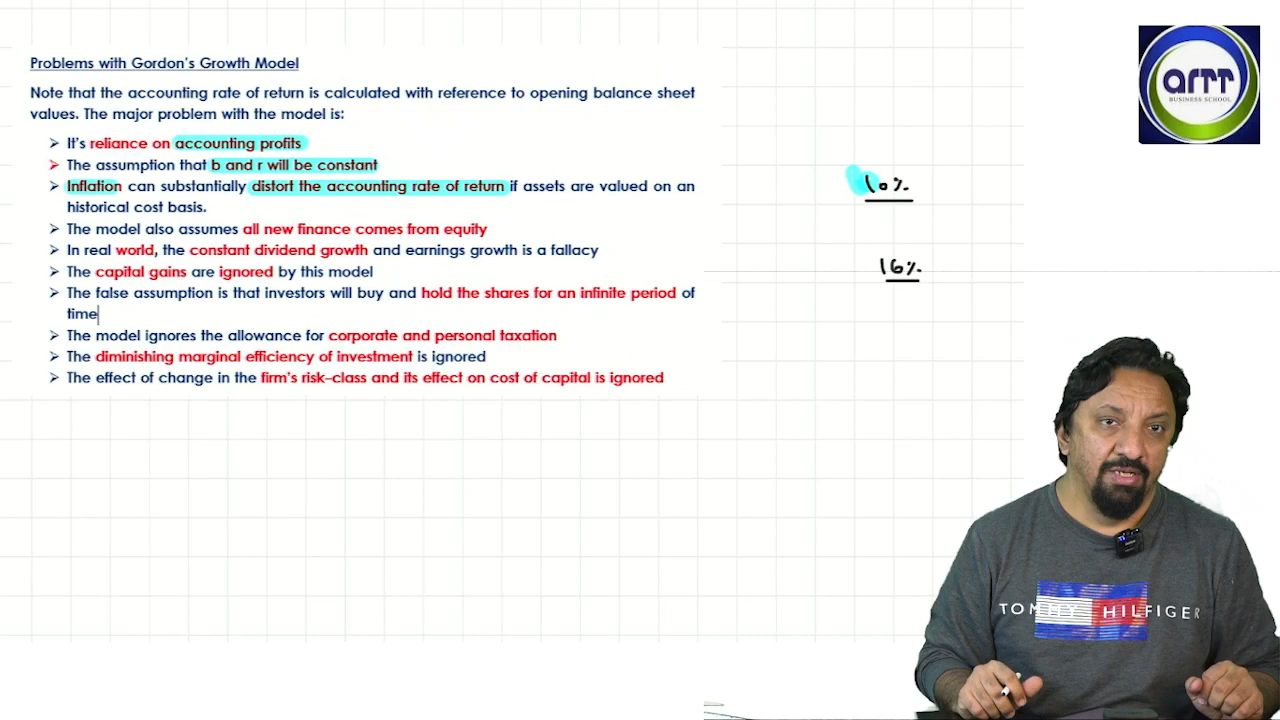 Problems with Gordon's Growth Model
Note that the accounting rate of return is calculated with reference to opening balance sheet
values. The major problem with the model is:
➢ It's reliance on accounting profits
➢ The assumption that b and r will be constant
➢ Inflation can substantially distort the accounting rate of return if assets are valued on an
historical cost basis.
➢ The model also assumes all new finance comes from equity
➢ In real world, the constant dividend growth and earnings growth is a fallacy
➢ The capital gains are ignored by this model
➢ The false assumption is that investors will buy and hold the shares for an infinite period of
time
➢ The model ignores the allowance for corporate and personal taxation
➢ The diminishing marginal efficiency of investment is ignored
➢ The effect of change in the firm's risk–class and its effect on cost of capital is ignored
10%
16%
artt
BUSINESS SCHOOL
TOMMY HILFIGER